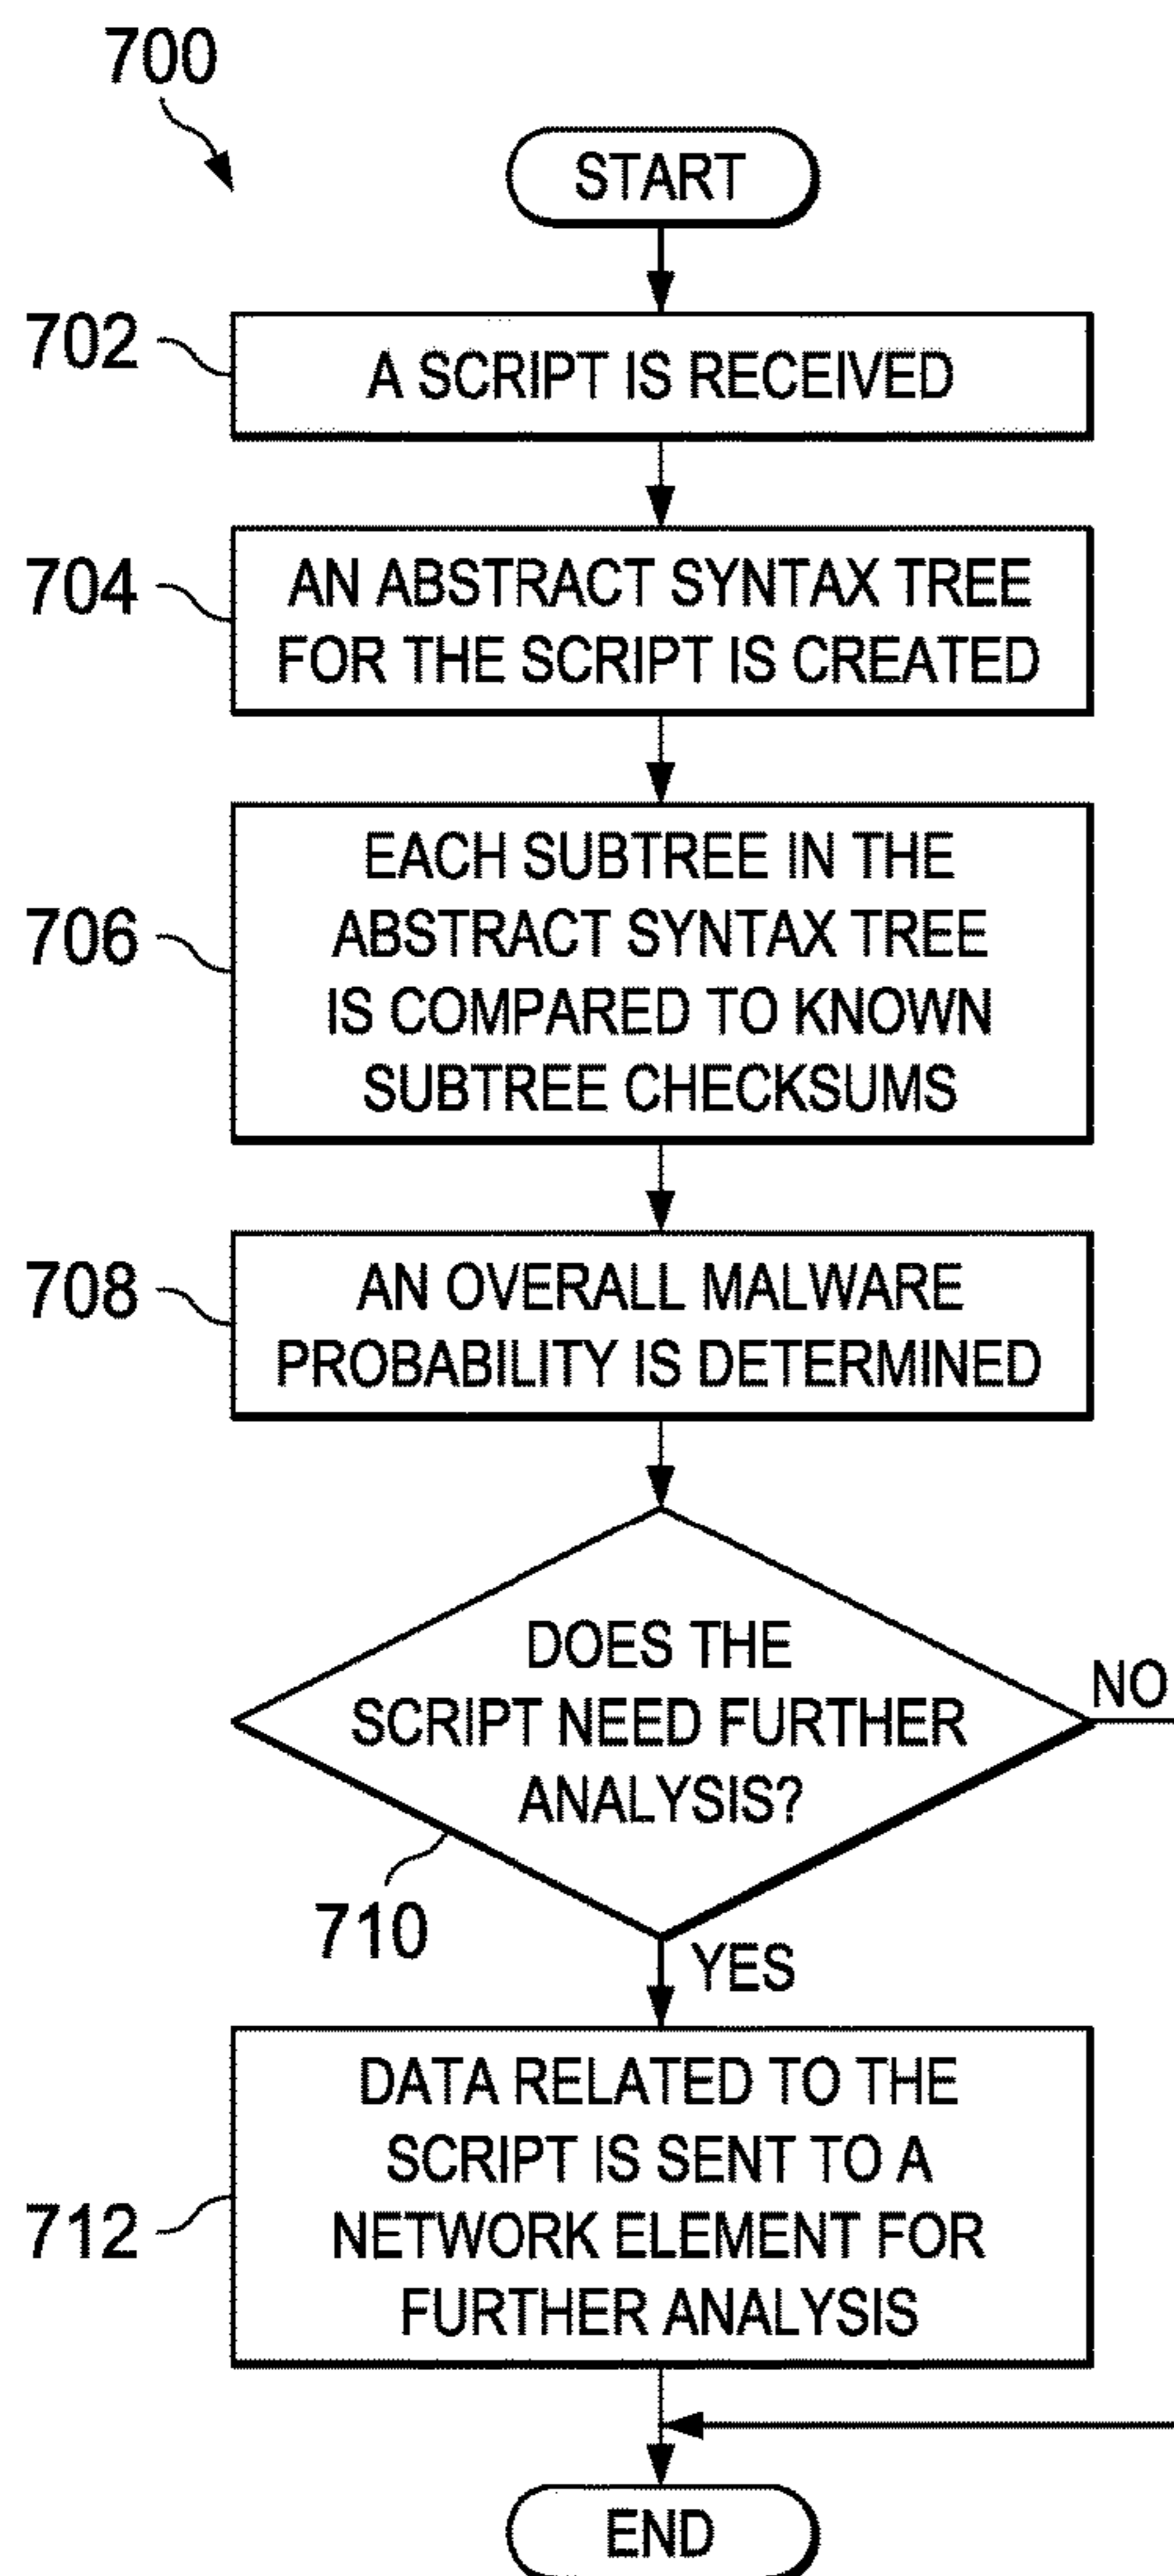 700
START
702
A SCRIPT IS RECEIVED
704
AN ABSTRACT SYNTAX TREE
FOR THE SCRIPT IS CREATED
706
EACH SUBTREE IN THE
ABSTRACT SYNTAX TREE
IS COMPARED TO KNOWN
SUBTREE CHECKSUMS
708
AN OVERALL MALWARE
PROBABILITY IS DETERMINED
DOES THE
SCRIPT NEED FURTHER
ANALYSIS?
NO
710
YES
712
DATA RELATED TO THE
SCRIPT IS SENT TO A
NETWORK ELEMENT FOR
FURTHER ANALYSIS
END